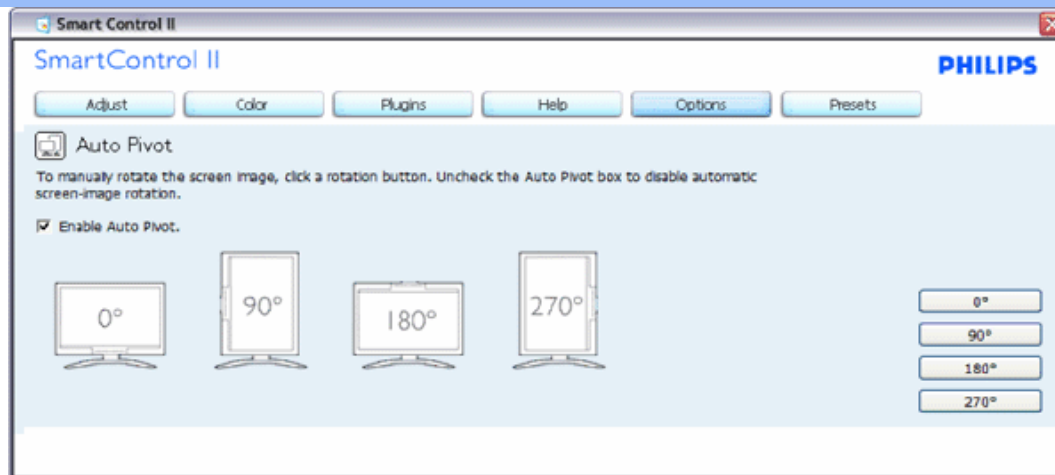 Smart Control II
SmartControl II
PHILIPS
Adjust Color Plugins Help Options Presets
Auto Pivot
To manually rotate the screen image, click a rotation button. Uncheck the Auto Pivot box to disable automatic
screen-image rotation.
Enable Auto Pivot.
0° 90° 180° 270°
0°
90°
180°
270°